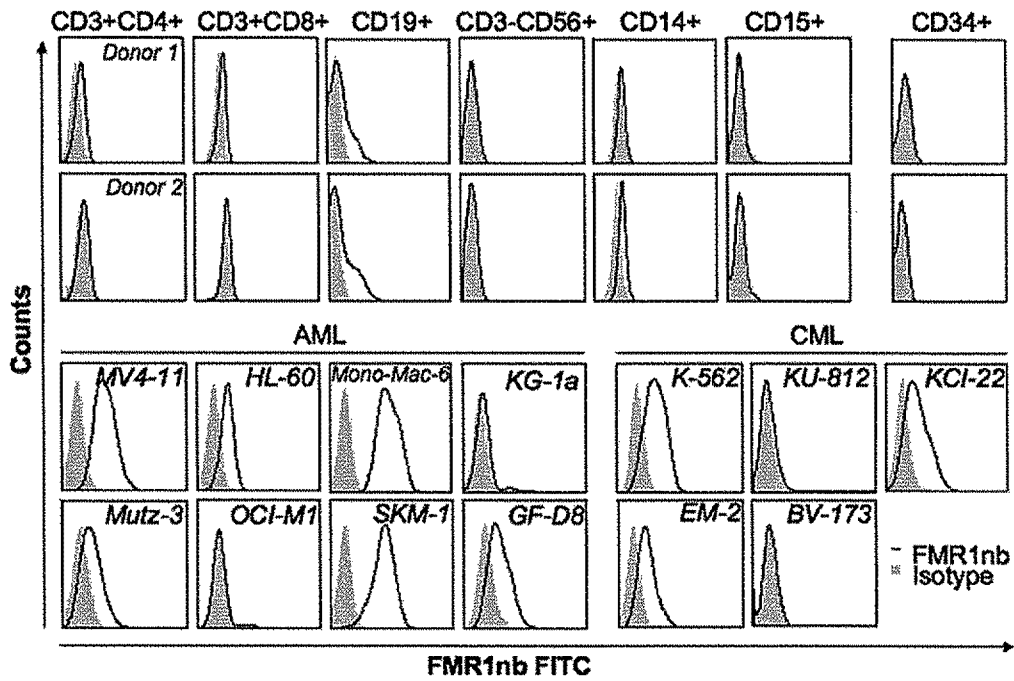 CD3+CD4+ CD3+CD8+ CD19+ CD3-CD56+ CD14+ CD15+ CD34+
Donor 1
Donor 2
Counts
AML CML
MV4-11 HL-60 Mono-Mac-6 KG-1a K-562 KU-812 KCI-22
Mutz-3 OCI-M1 SKM-1 GF-D8 EM-2 BV-173
FMR1nb
Isotype
FMR1nb FITC